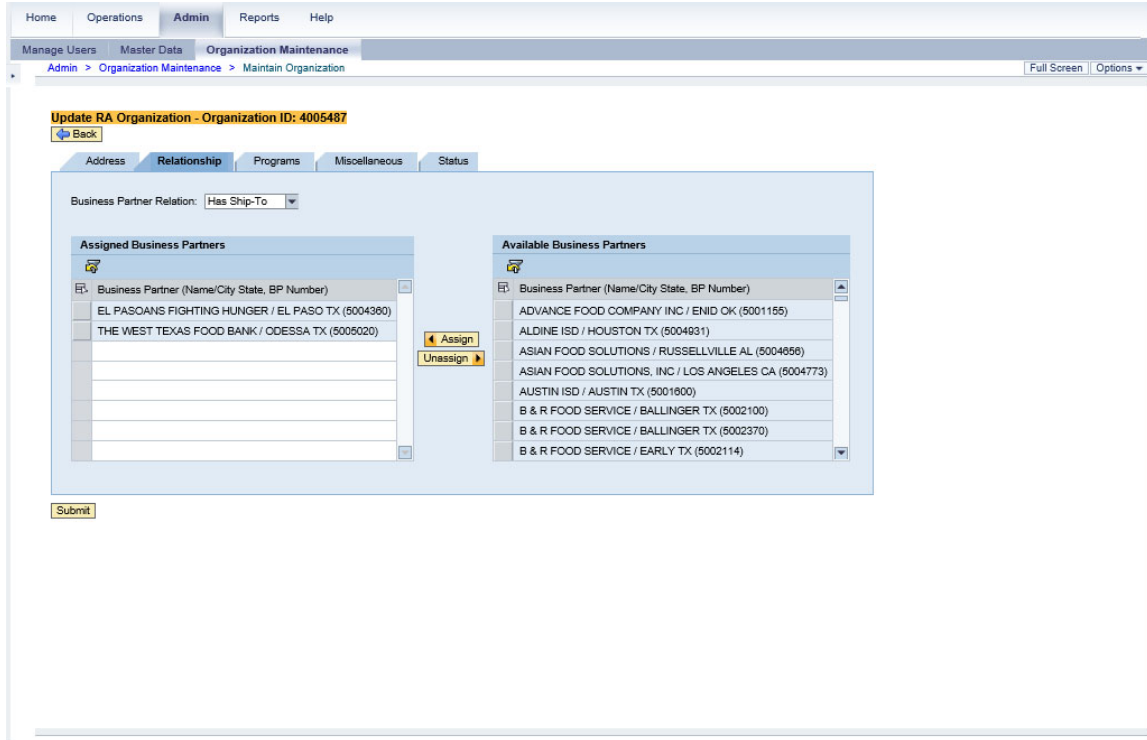 Home Operations Admin Reports Help
Manage Users Master Data Organization Maintenance
Admin > Organization Maintenance > Maintain Organization Full Screen Options
Update RA Organization - Organization ID: 4005487
Back
Address Relationship Programs Miscellaneous Status
Business Partner Relation: Has Ship-To
Assigned Business Partners
Business Partner (Name/City State, BP Number)
EL PASOANS FIGHTING HUNGER / EL PASO TX (5004360)
THE WEST TEXAS FOOD BANK / ODESSA TX (5005020)
Assign
Unassign
Available Business Partners
Business Partner (Name/City State, BP Number)
ADVANCE FOOD COMPANY INC / ENID OK (5001155)
ALDINE ISD / HOUSTON TX (5004931)
ASIAN FOOD SOLUTIONS / RUSSELLVILLE AL (5004656)
ASIAN FOOD SOLUTIONS, INC / LOS ANGELES CA (5004773)
AUSTIN ISD / AUSTIN TX (5001600)
B & R FOOD SERVICE / BALLINGER TX (5002100)
B & R FOOD SERVICE / BALLINGER TX (5002370)
B & R FOOD SERVICE / EARLY TX (5002114)
Submit